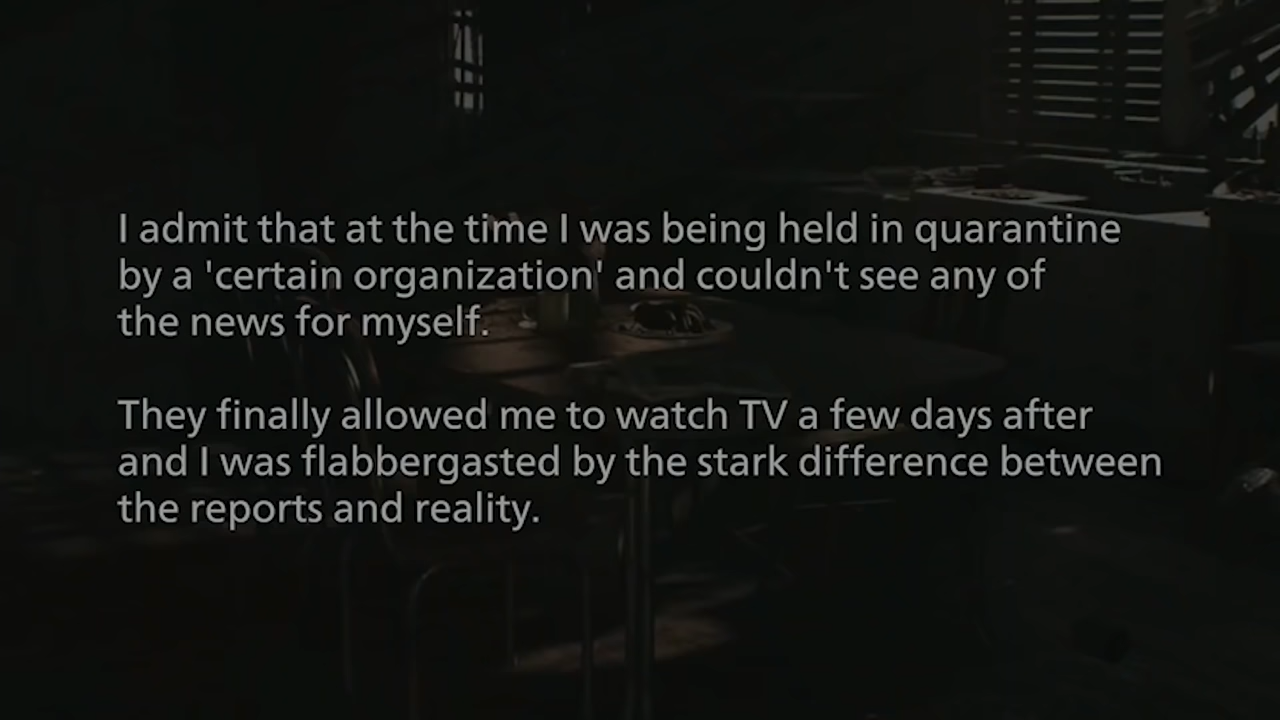 I admit that at the time I was being held in quarantine
by a 'certain organization' and couldn't see any of
the news for myself.
They finally allowed me to watch TV a few days after
and I was flabbergasted by the stark difference between
the reports and reality.